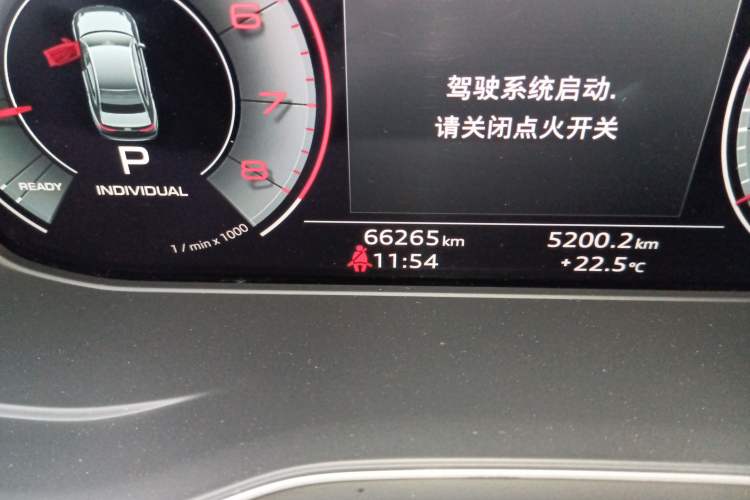 6
7
8
驾驶系统启动.
请关闭点火开关
P
INDIVIDUAL
READY
1 / min x 1000
66265 km
5200.2 km
11:54
+22.5 °C